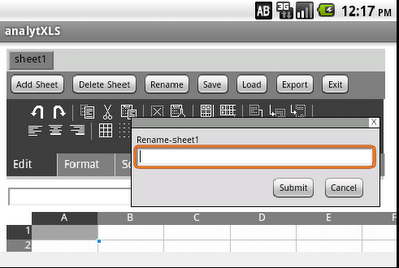 AB 3G 12:17 PM
analytXLS
sheet1
Add Sheet Delete Sheet Rename Save Load Export Exit
X
Rename-sheet1
Edit Format
Submit Cancel
A B C D E
1
2